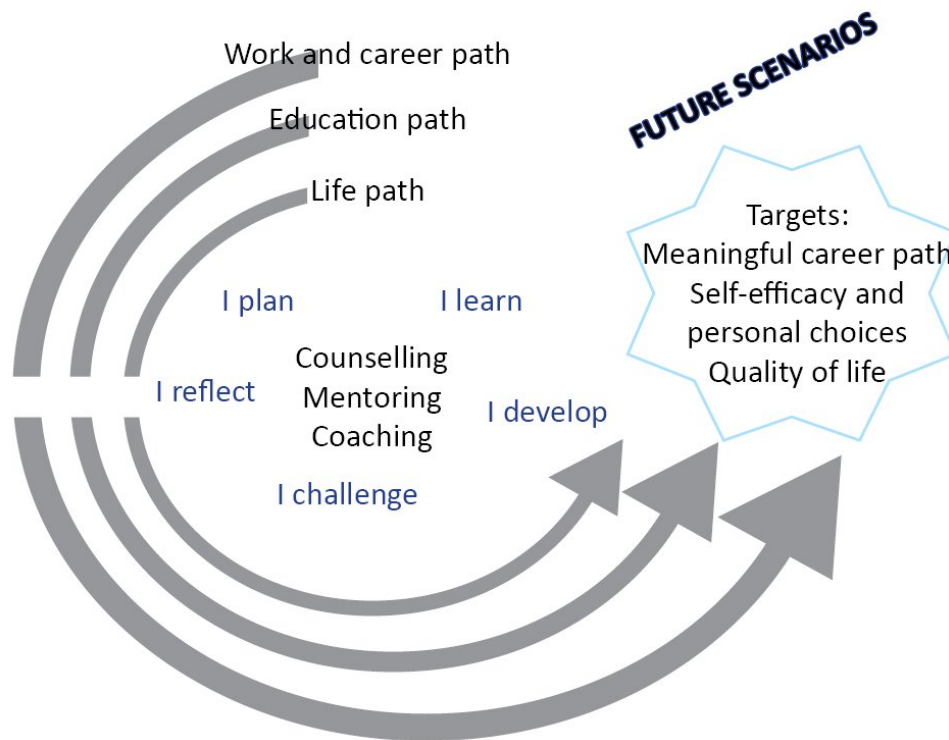 Work and career path
Education path
Life path
FUTURE SCENARIOS
Targets:
Meaningful career path
Self-efficacy and
personal choices
Quality of life
I plan
I learn
I reflect
Counselling
Mentoring
Coaching
I develop
I challenge